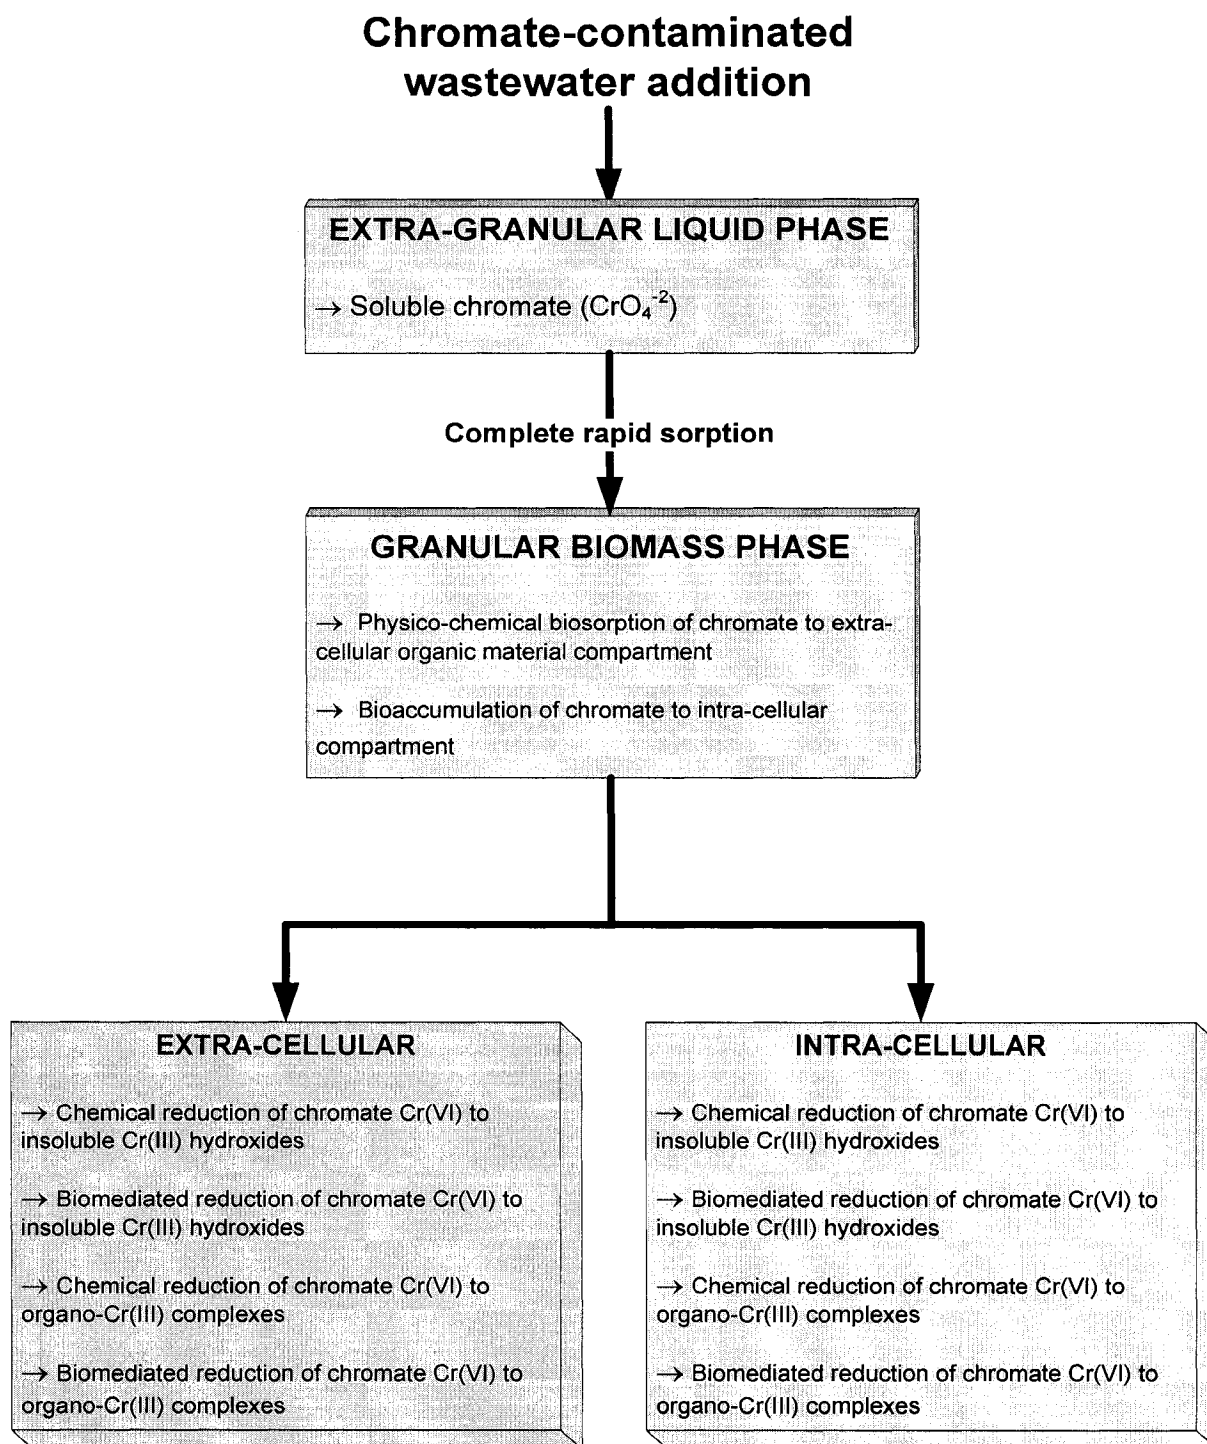 Chromate-contaminated
wastewater addition
EXTRA-GRANULAR LIQUID PHASE
→ Soluble chromate (CrO₄⁻²)
Complete rapid sorption
GRANULAR BIOMASS PHASE
→ Physico-chemical biosorption of chromate to extra-
cellular organic material compartment
→ Bioaccumulation of chromate to intra-cellular
compartment
EXTRA-CELLULAR
→ Chemical reduction of chromate Cr(VI) to
insoluble Cr(III) hydroxides
→ Biomediated reduction of chromate Cr(VI) to
insoluble Cr(III) hydroxides
→ Chemical reduction of chromate Cr(VI) to
organo-Cr(III) complexes
→ Biomediated reduction of chromate Cr(VI) to
organo-Cr(III) complexes
INTRA-CELLULAR
→ Chemical reduction of chromate Cr(VI) to
insoluble Cr(III) hydroxides
→ Biomediated reduction of chromate Cr(VI) to
insoluble Cr(III) hydroxides
→ Chemical reduction of chromate Cr(VI) to
organo-Cr(III) complexes
→ Biomediated reduction of chromate Cr(VI) to
organo-Cr(III) complexes